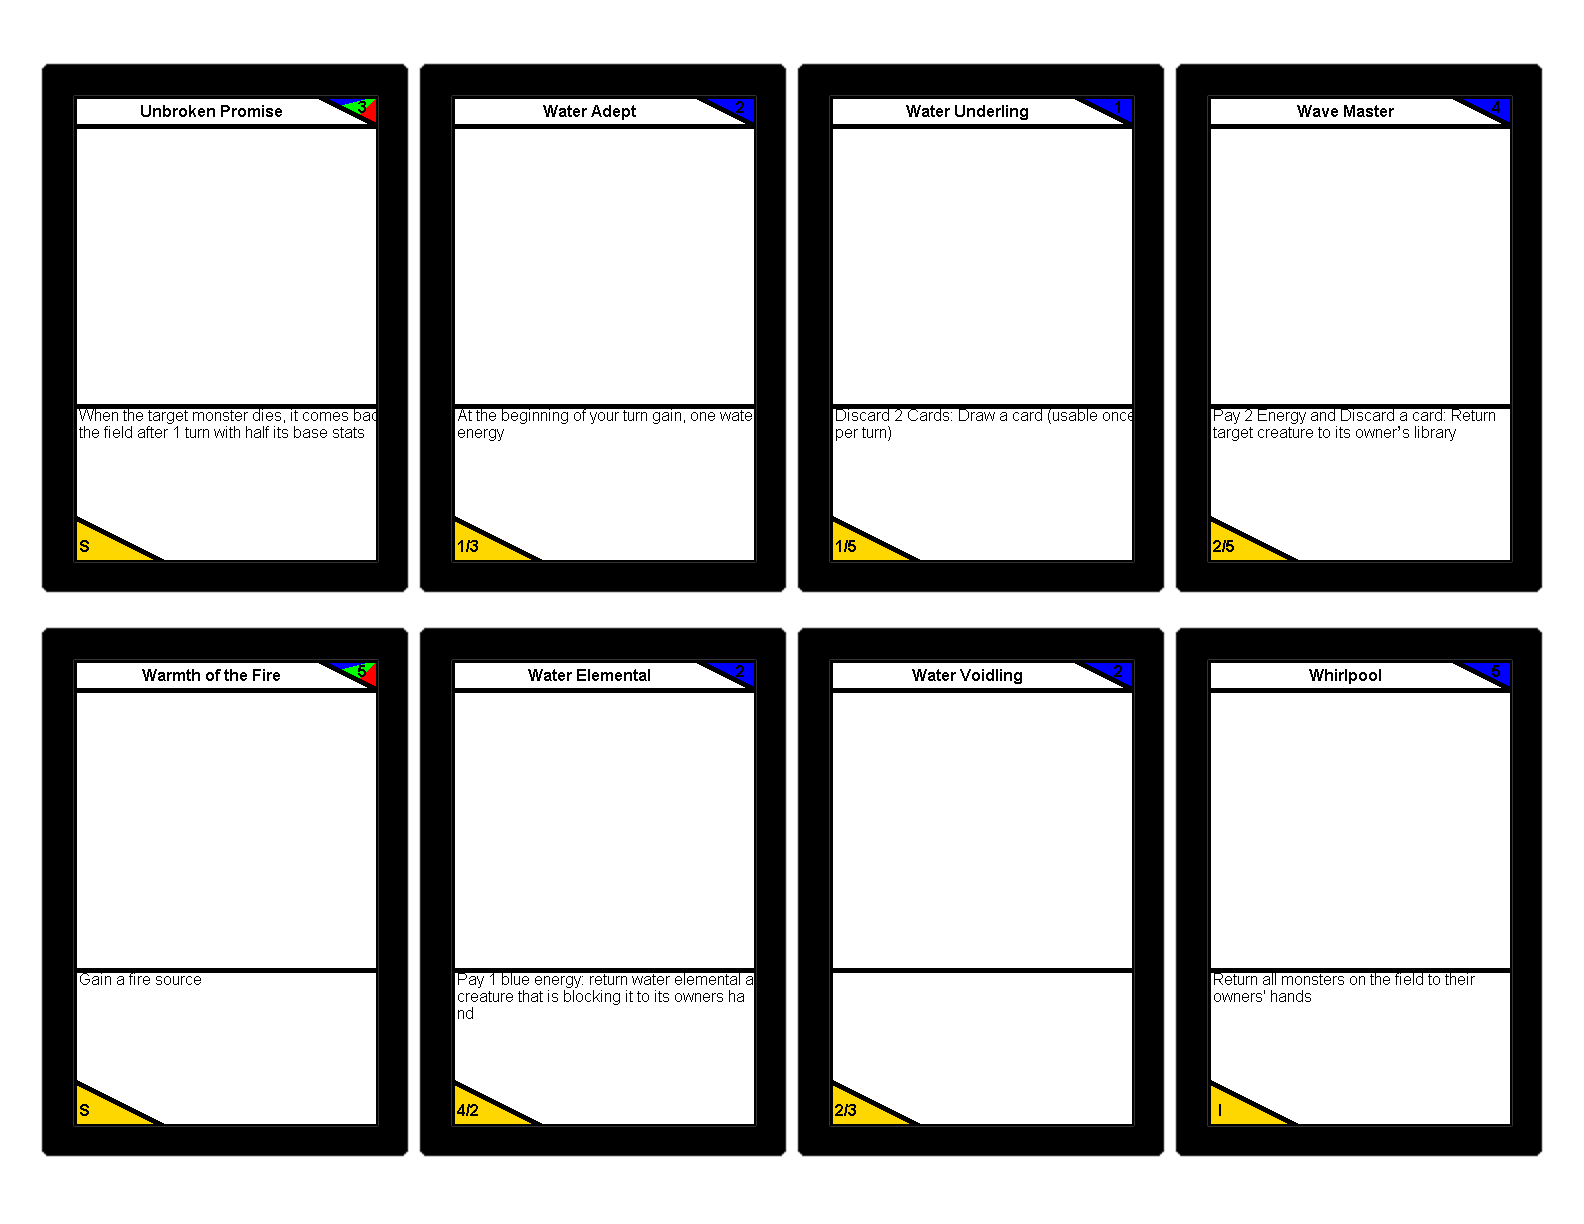 Unbroken Promise 3
When the target monster dies, it comes bac
the field after 1 turn with half its base stats
S
Water Adept 2
At the beginning of your turn gain, one wate
energy
1/3
Water Underling 1
Discard 2 Cards: Draw a card (usable once
per turn)
1/5
Wave Master 4
Pay 2 Energy and Discard a card: Return
target creature to its owner's library
2/5
Warmth of the Fire 5
Gain a fire source
S
Water Elemental 2
Pay 1 blue energy: return water elemental a
creature that is blocking it to its owners ha
nd
4/2
Water Voidling 2
2/3
Whirlpool 5
Return all monsters on the field to their
owners' hands
I